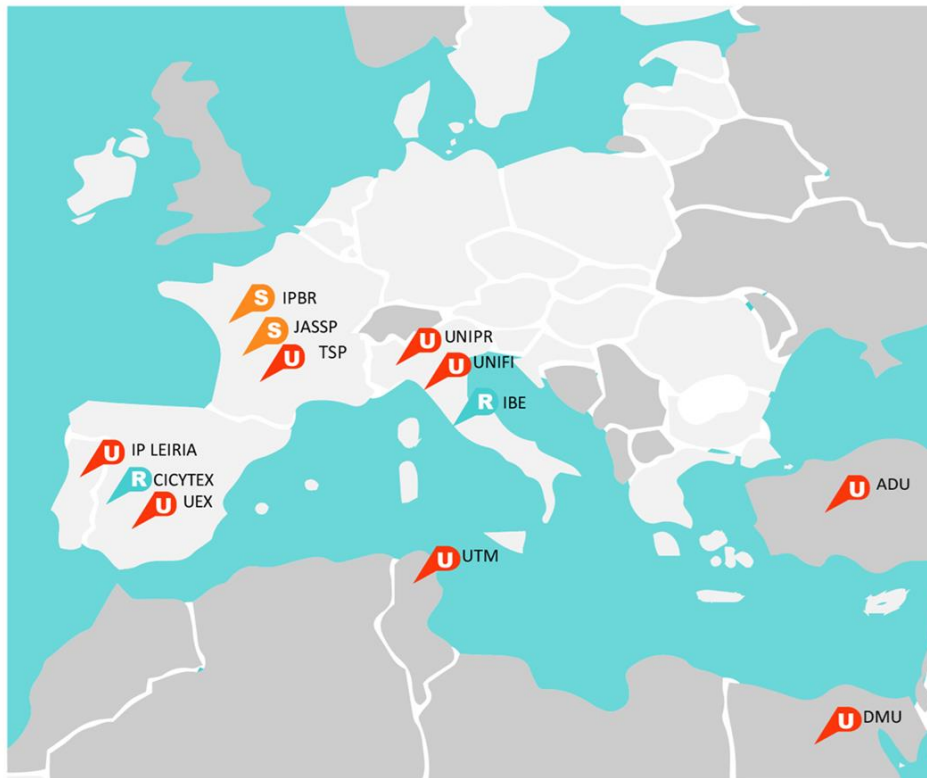 S IPBR
S JASSP
U TSP
U UNIPR
U UNIFI
R IBE
U IP LEIRIA
R CICYTEX
U UEX
U ADU
U UTM
U DMU